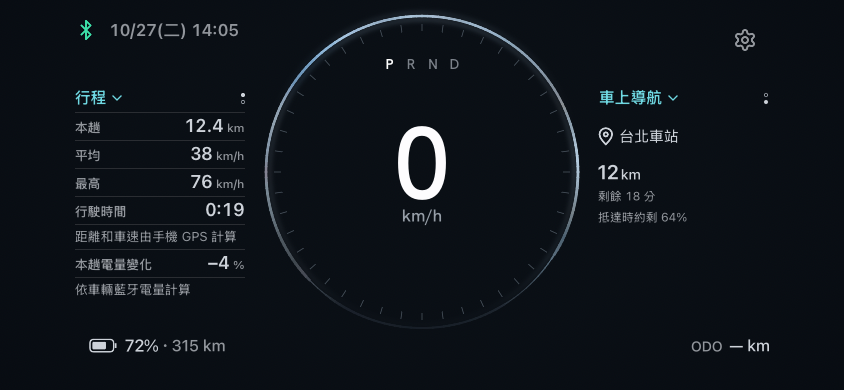 10/27(二) 14:05
P R N D
行程
本趟 12.4 km
平均 38 km/h
最高 76 km/h
行駛時間 0:19
距離和車速由手機 GPS 計算
本趟電量變化 −4 %
依車輛藍牙電量計算
0
km/h
車上導航
台北車站
12 km
剩餘 18 分
抵達時約剩 64%
72% · 315 km
ODO — km